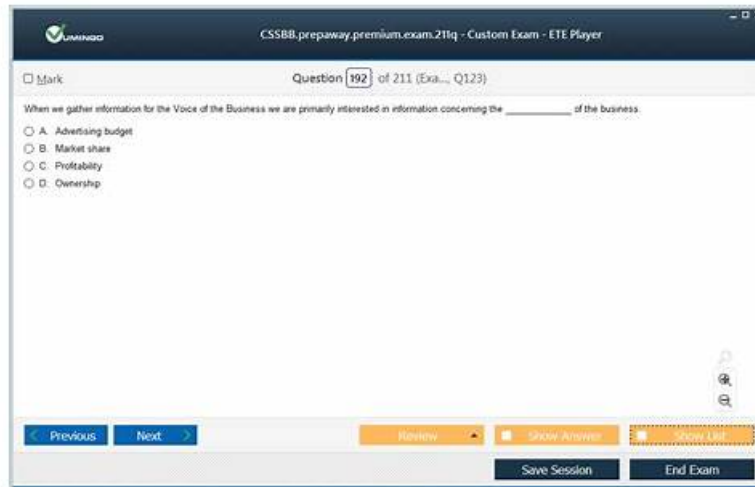 VUMINGO
CSSBB.prepaway.premium.exam.211q - Custom Exam - ETE Player
Mark
Question 192 of 211 (Exa..., Q123)
When we gather information for the Voice of the Business we are primarily interested in information concerning the ____________ of the business.
A. Advertising budget
B. Market share
C. Profitability
D. Ownership
Previous
Next
Review
Show Answer
Show List
Save Session
End Exam